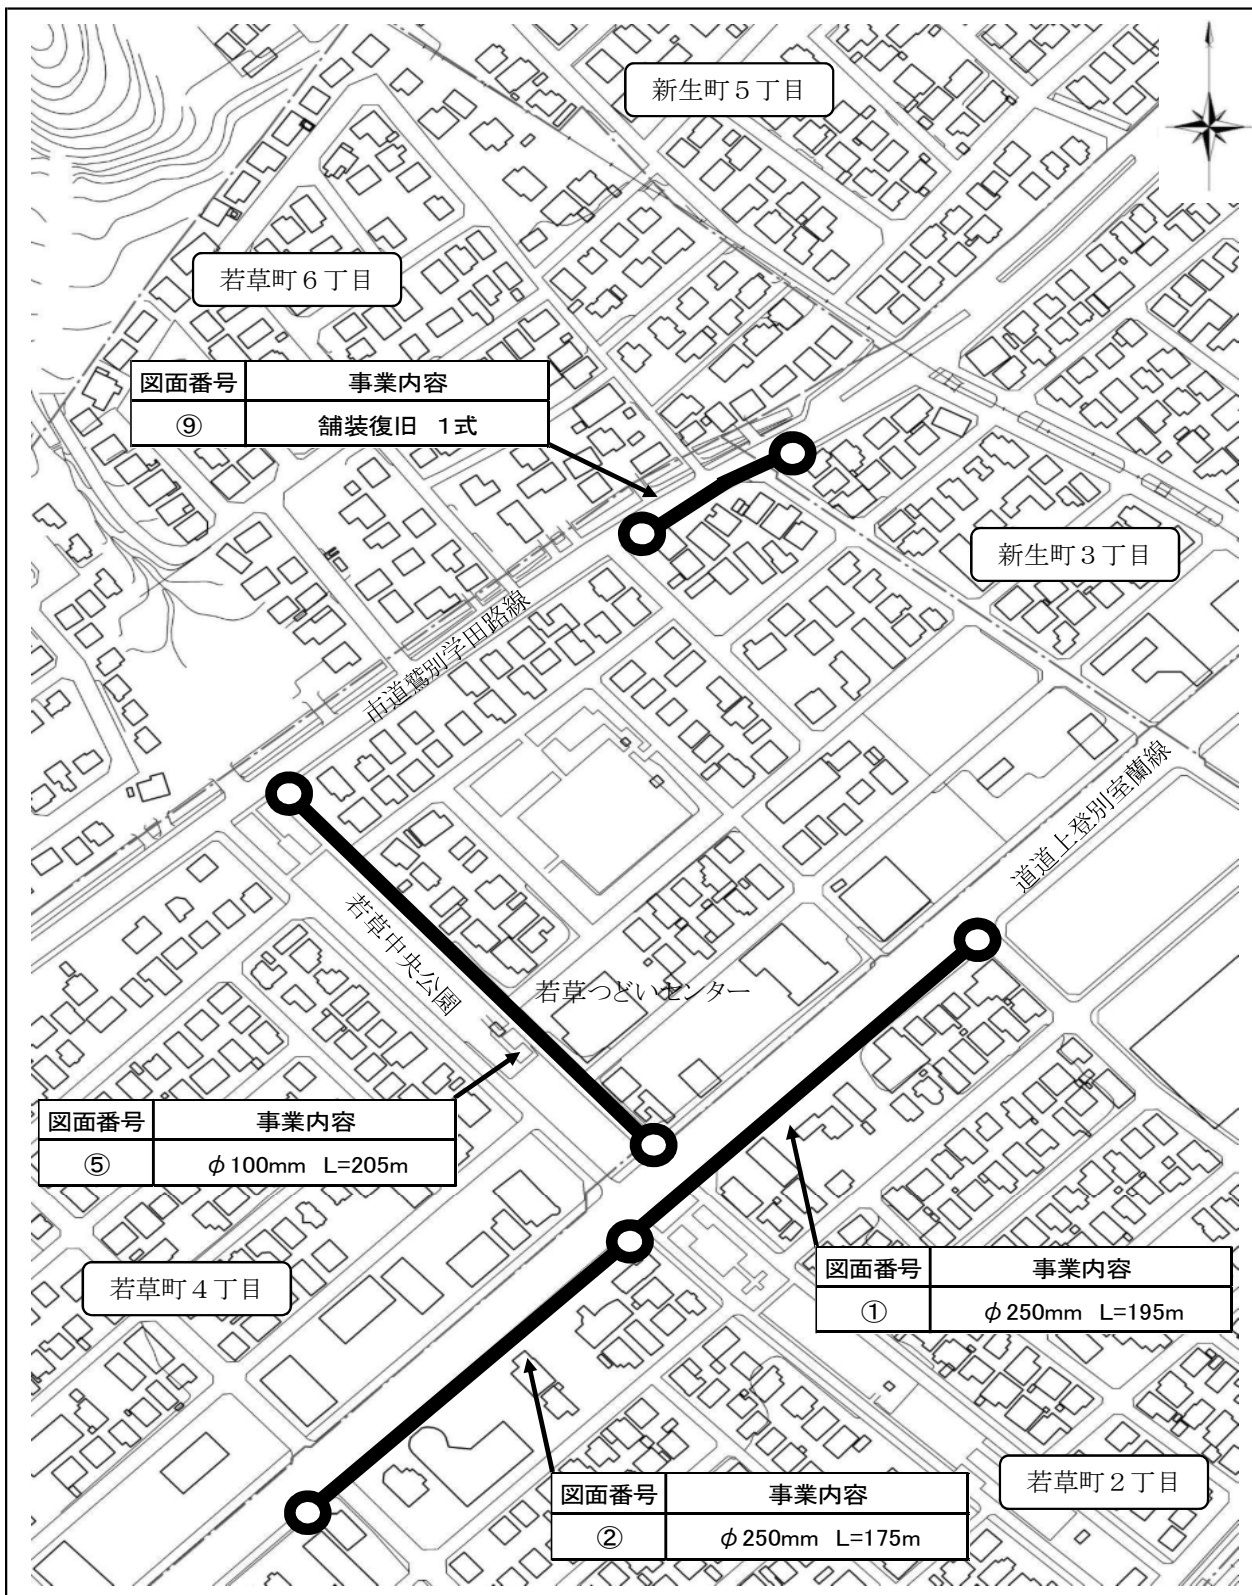 新生町５丁目
若草町６丁目
図面番号 事業内容
⑨ 舗装復旧 1式
新生町３丁目
市道鷲別学田路線
道道上登別室蘭線
若草中央公園
若草つどいセンター
図面番号 事業内容
⑤ φ100mm L=205m
若草町４丁目
図面番号 事業内容
① φ250mm L=195m
若草町２丁目
図面番号 事業内容
② φ250mm L=175m